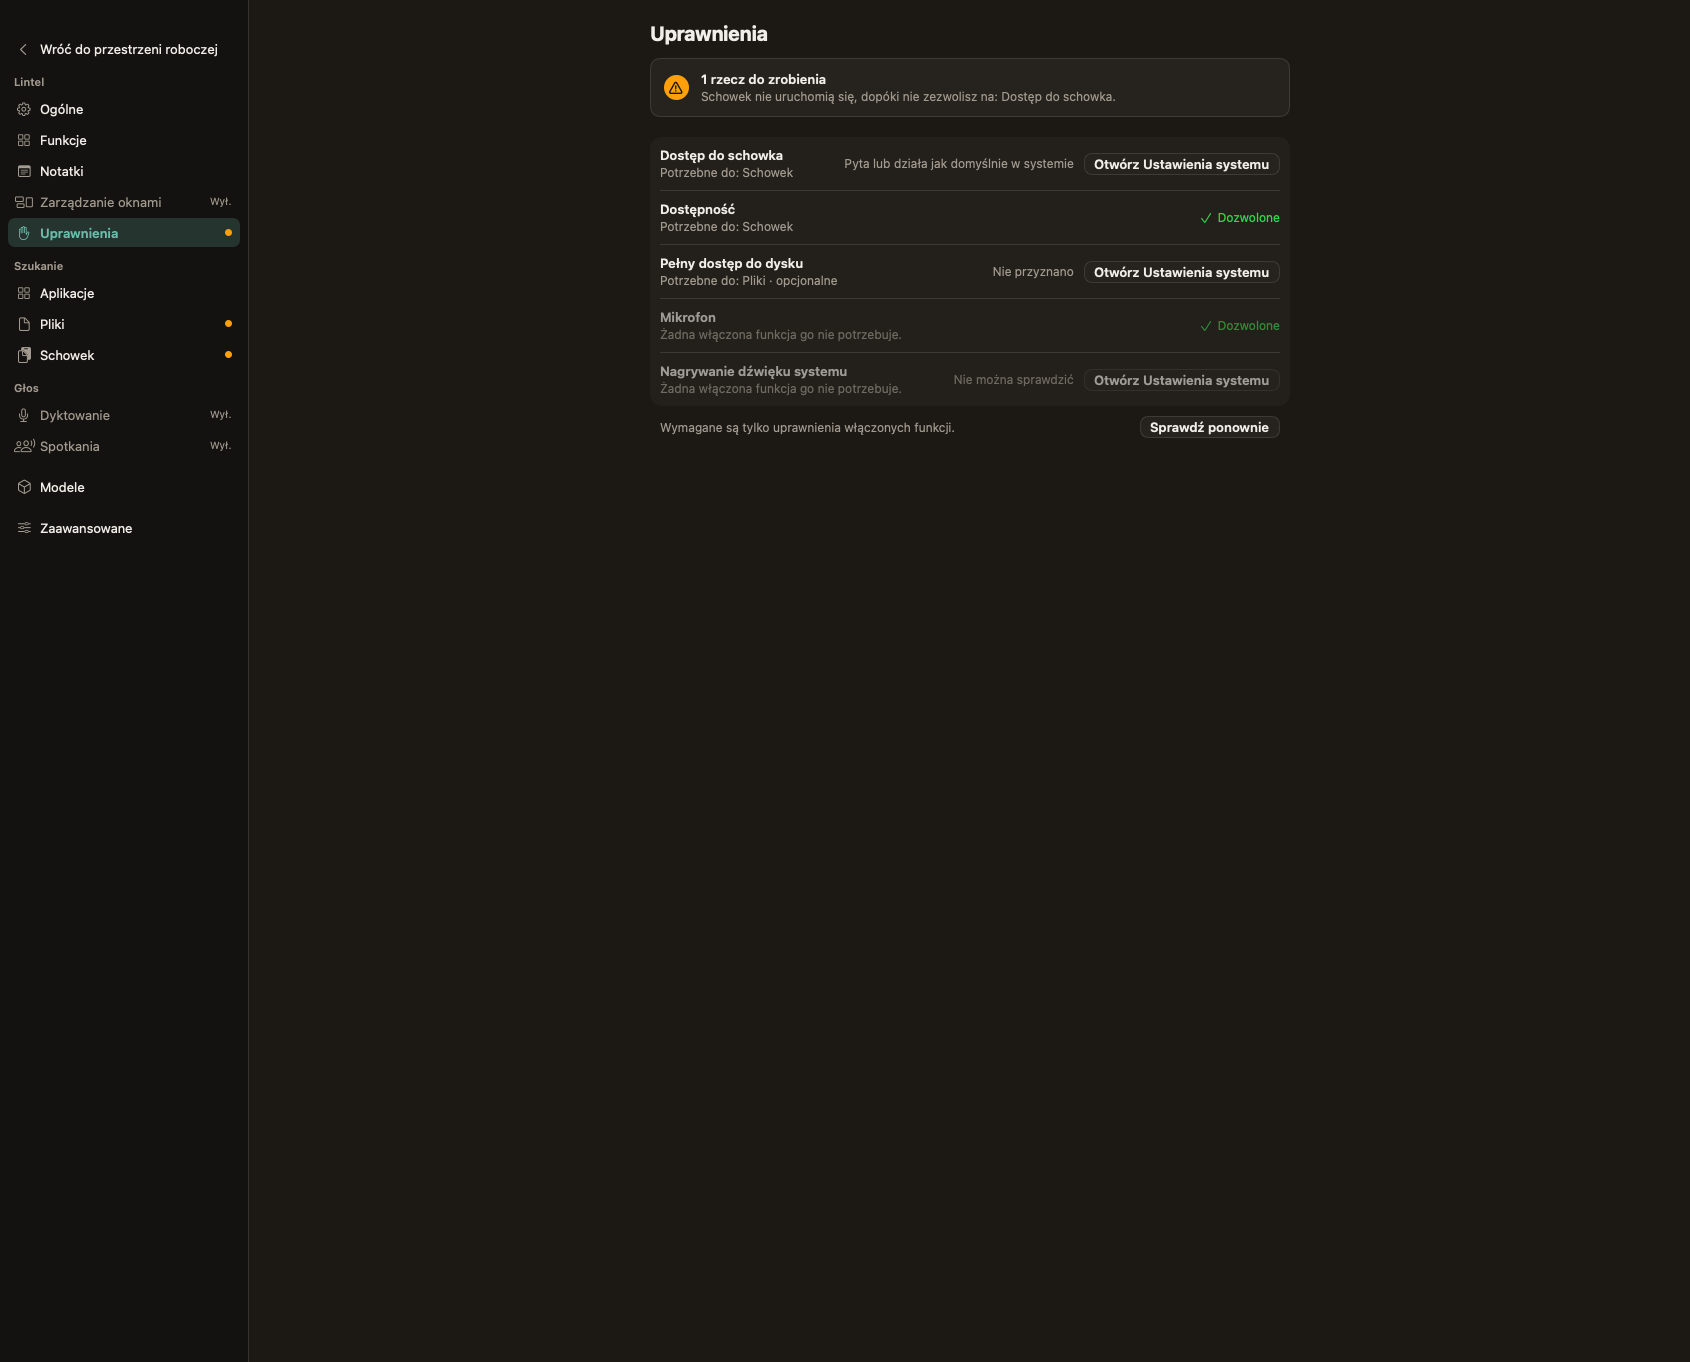 Wróć do przestrzeni roboczej
Lintel
Ogólne
Funkcje
Notatki
Zarządzanie oknami Wył.
Uprawnienia
Szukanie
Aplikacje
Pliki
Schowek
Głos
Dyktowanie Wył.
Spotkania Wył.
Modele
Zaawansowane
Uprawnienia
1 rzecz do zrobienia
Schowek nie uruchomią się, dopóki nie zezwolisz na: Dostęp do schowka.
Dostęp do schowka
Potrzebne do: Schowek
Pyta lub działa jak domyślnie w systemie
Otwórz Ustawienia systemu
Dostępność
Potrzebne do: Schowek
Dozwolone
Pełny dostęp do dysku
Potrzebne do: Pliki · opcjonalne
Nie przyznano
Otwórz Ustawienia systemu
Mikrofon
Żadna włączona funkcja go nie potrzebuje.
Dozwolone
Nagrywanie dźwięku systemu
Żadna włączona funkcja go nie potrzebuje.
Nie można sprawdzić
Otwórz Ustawienia systemu
Wymagane są tylko uprawnienia włączonych funkcji.
Sprawdź ponownie